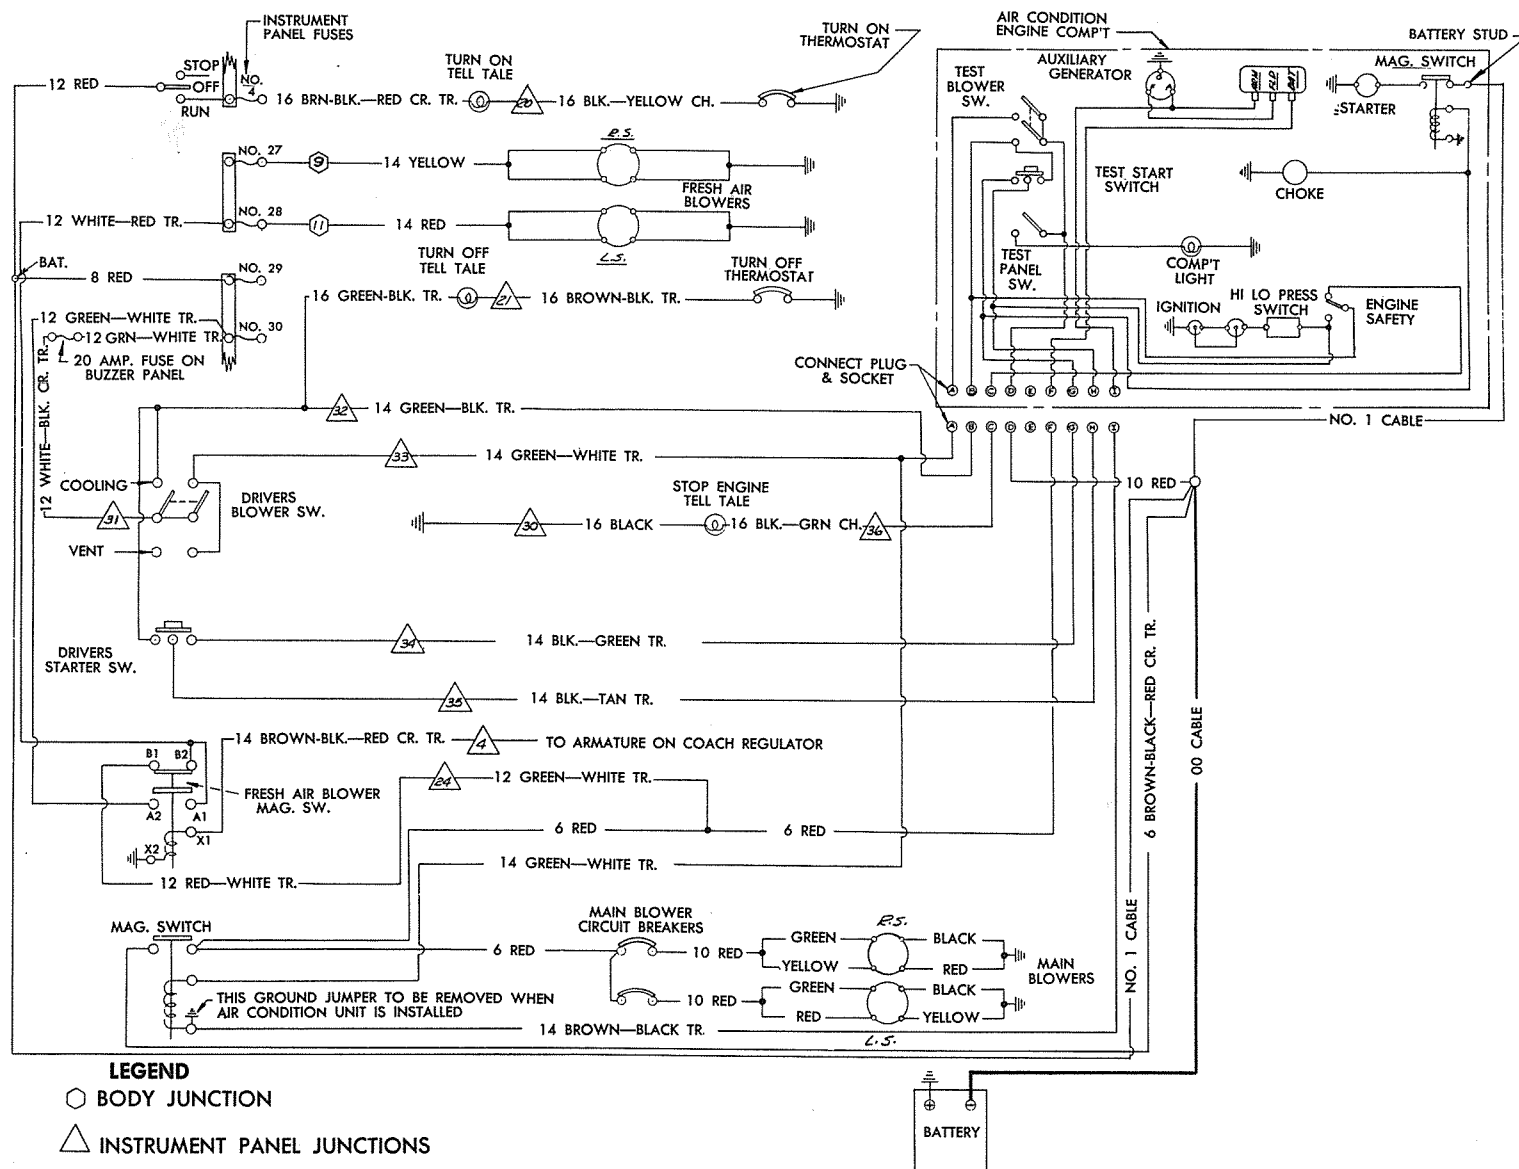 INSTRUMENT
PANEL FUSES
STOP
OFF
RUN
12 RED
NO.
4
16 BRN-BLK.—RED CR. TR.
TURN ON
TELL TALE
20
16 BLK.—YELLOW CH.
TURN ON
THERMOSTAT
NO. 27
9
14 YELLOW
R.S.
FRESH AIR
BLOWERS
12 WHITE—RED TR.
NO. 28
11
14 RED
L.S.
BAT.
8 RED
NO. 29
TURN OFF
TELL TALE
TURN OFF
THERMOSTAT
16 GREEN-BLK. TR.
21
16 BROWN-BLK. TR.
12 GREEN—WHITE TR.
NO. 30
12 GRN—WHITE TR.
20 AMP. FUSE ON
BUZZER PANEL
12 WHITE—BLK. CR. TR.
AIR CONDITION
ENGINE COMP'T
BATTERY STUD
AUXILIARY
GENERATOR
ARM
FLD
BAT
MAG. SWITCH
TEST
BLOWER
SW.
STARTER
TEST START
SWITCH
CHOKE
TEST
PANEL
SW.
COMP'T
LIGHT
IGNITION
HI LO PRESS
SWITCH
ENGINE
SAFETY
CONNECT PLUG
& SOCKET
A B C D E F G H I
A B C D E F G H I
NO. 1 CABLE
32
14 GREEN—BLK. TR.
33
14 GREEN—WHITE TR.
COOLING
DRIVERS
BLOWER SW.
31
VENT
STOP ENGINE
TELL TALE
10 RED
30
16 BLACK
16 BLK.—GRN CH.
36
DRIVERS
STARTER SW.
34
14 BLK.—GREEN TR.
35
14 BLK.—TAN TR.
6 BROWN-BLACK—RED CR. TR.
00 CABLE
NO. 1 CABLE
14 BROWN-BLK.—RED CR. TR.
4
TO ARMATURE ON COACH REGULATOR
B1
B2
FRESH AIR BLOWER
MAG. SW.
A2
A1
X1
X2
24
12 GREEN—WHITE TR.
6 RED
6 RED
14 GREEN—WHITE TR.
12 RED—WHITE TR.
MAG. SWITCH
MAIN BLOWER
CIRCUIT BREAKERS
6 RED
10 RED
R.S.
GREEN
BLACK
YELLOW
RED
MAIN
BLOWERS
THIS GROUND JUMPER TO BE REMOVED WHEN
AIR CONDITION UNIT IS INSTALLED
10 RED
GREEN
BLACK
RED
YELLOW
L.S.
14 BROWN—BLACK TR.
LEGEND
BODY JUNCTION
INSTRUMENT PANEL JUNCTIONS
BATTERY